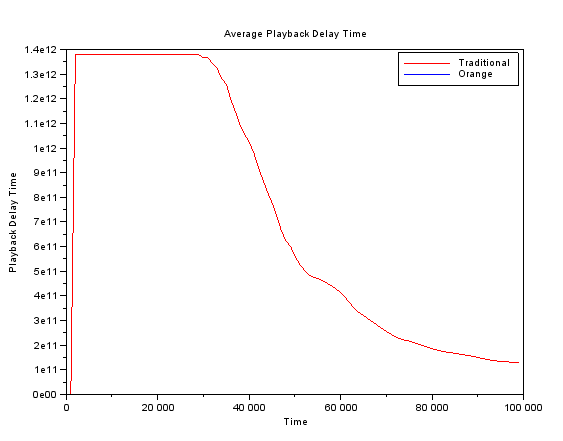 Average Playback Delay Time
Traditional
Orange
Playback Delay Time
1.4e12
1.3e12
1.2e12
1.1e12
1e12
9e11
8e11
7e11
6e11
5e11
4e11
3e11
2e11
1e11
0e00
0
20 000
40 000
60 000
80 000
100 000
Time